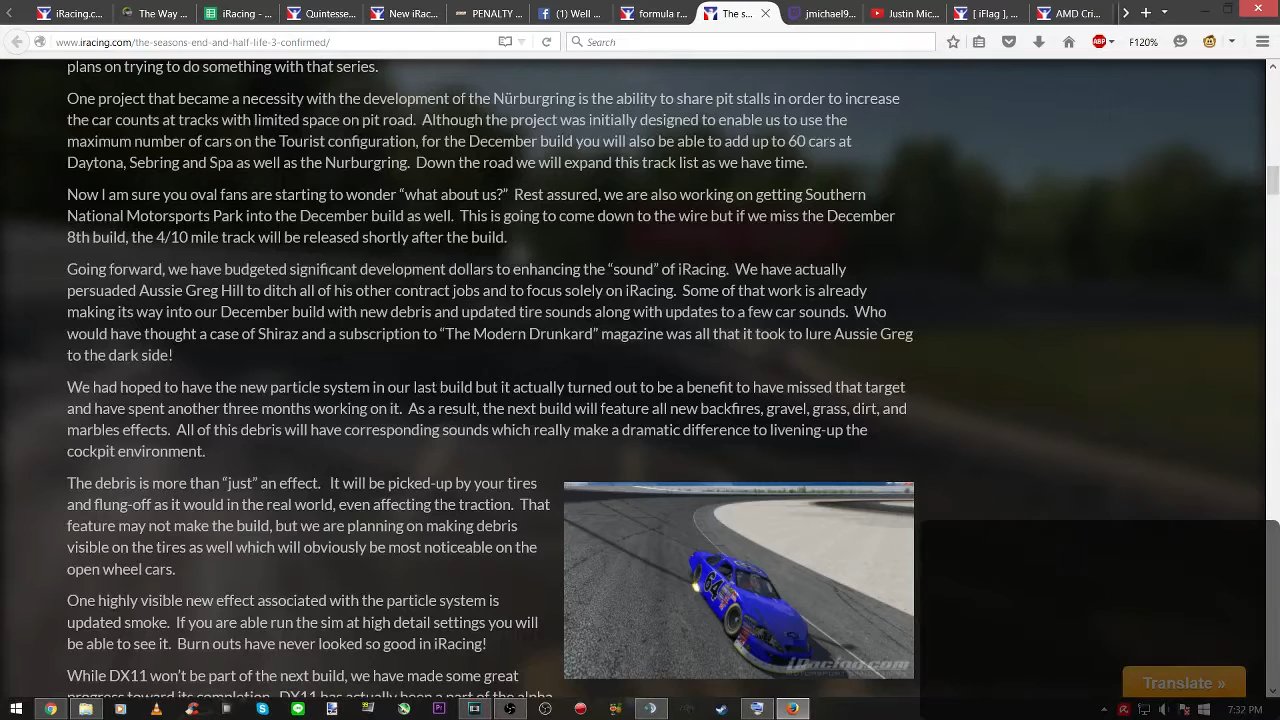 The Way ...
iRacing - ...
Quintesse...
New iRac...
PENALTY ...
(1) Well ...
formula r...
The s...
jmichael9...
Justin Mic...
[ iFlag ], ...
AMD Cri...
www.iracing.com/the-seasons-end-and-half-life-3-confirmed/
Search
ABP
F120%
plans on trying to do something with that series.
One project that became a necessity with the development of the Nürburgring is the ability to share pit stalls in order to increase
the car counts at tracks with limited space on pit road.  Although the project was initially designed to enable us to use the
maximum number of cars on the Tourist configuration, for the December build you will also be able to add up to 60 cars at
Daytona, Sebring and Spa as well as the Nurburgring.  Down the road we will expand this track list as we have time.
Now I am sure you oval fans are starting to wonder “what about us?”  Rest assured, we are also working on getting Southern
National Motorsports Park into the December build as well.  This is going to come down to the wire but if we miss the December
8th build, the 4/10 mile track will be released shortly after the build.
Going forward, we have budgeted significant development dollars to enhancing the “sound” of iRacing.  We have actually
persuaded Aussie Greg Hill to ditch all of his other contract jobs and to focus solely on iRacing.  Some of that work is already
making its way into our December build with new debris and updated tire sounds along with updates to a few car sounds.  Who
would have thought a case of Shiraz and a subscription to “The Modern Drunkard” magazine was all that it took to lure Aussie Greg
to the dark side!
We had hoped to have the new particle system in our last build but it actually turned out to be a benefit to have missed that target
and have spent another three months working on it.  As a result, the next build will feature all new backfires, gravel, grass, dirt, and
marbles effects.  All of this debris will have corresponding sounds which really make a dramatic difference to livening-up the
cockpit environment.
The debris is more than “just” an effect.   It will be picked-up by your tires
and flung-off as it would in the real world, even affecting the traction.  That
feature may not make the build, but we are planning on making debris
visible on the tires as well which will obviously be most noticeable on the
open wheel cars.
64
iRacing.com
One highly visible new effect associated with the particle system is
updated smoke.  If you are able run the sim at high detail settings you will
be able to see it.  Burn outs have never looked so good in iRacing!
While DX11 won’t be part of the next build, we have made some great
progress toward its completion. DX11 has actually been a part of the alpha
Translate »
7:32 PM